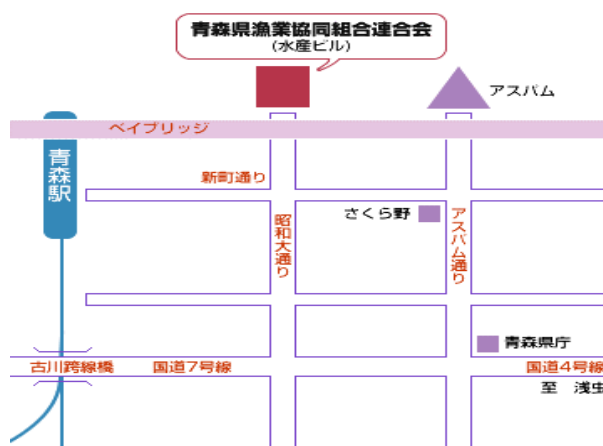 青森県漁業協同組合連合会
(水産ビル)
アスパム
ベイブリッジ
青森駅
新町通り
さくら野
昭和大通り
アスパム通り
青森県庁
古川跨線橋
国道7号線
国道4号線
至 浅虫